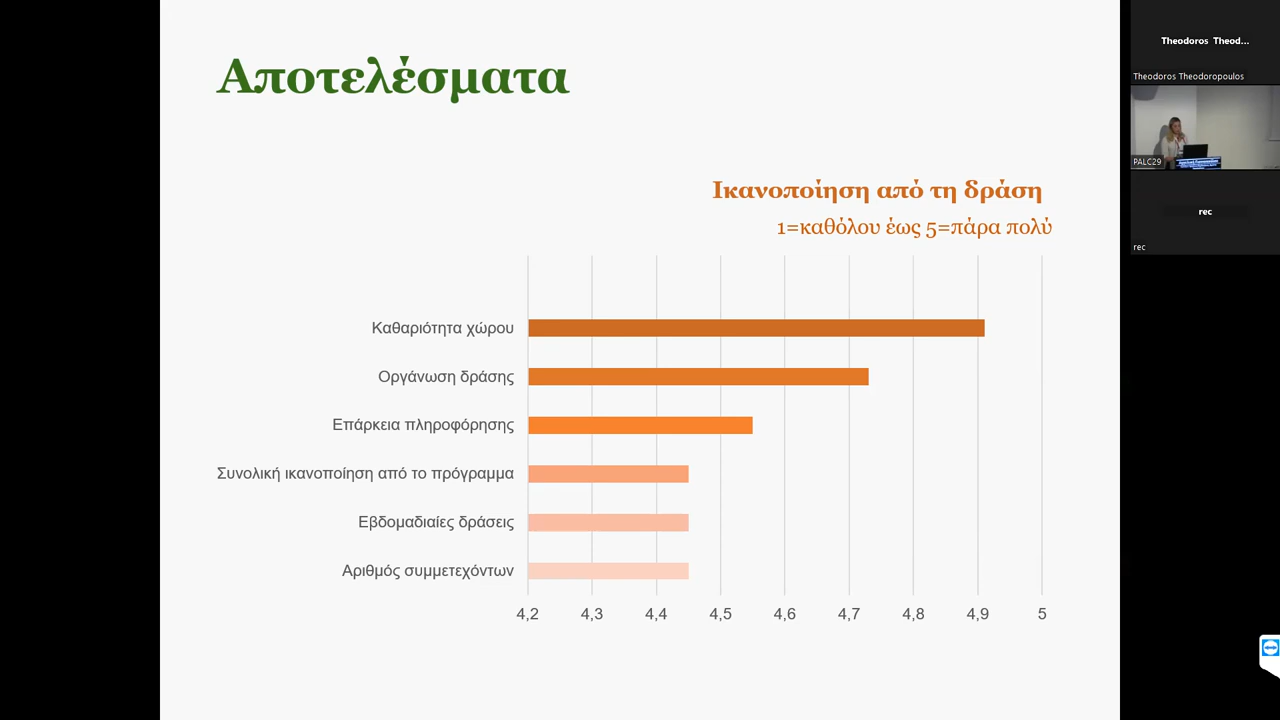 Αποτελέσματα
Ικανοποίηση από τη δράση
1=καθόλου έως 5=πάρα πολύ
Καθαριότητα χώρου
Οργάνωση δράσης
Επάρκεια πληροφόρησης
Συνολική ικανοποίηση από το πρόγραμμα
Εβδομαδιαίες δράσεις
Αριθμός συμμετεχόντων
4,2 4,3 4,4 4,5 4,6 4,7 4,8 4,9 5
Theodoros Theod...
Theodoros Theodoropoulos
PALC29
rec
rec